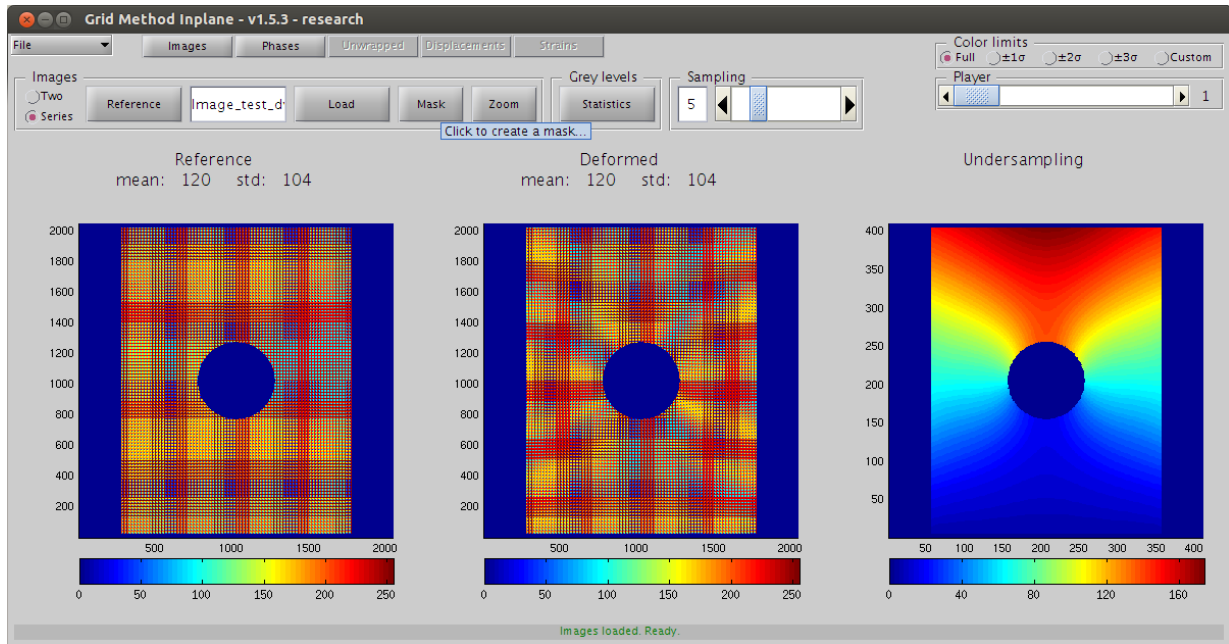 Grid Method Inplane - v1.5.3 - research
File Images Phases Unwrapped Displacements Strains
Color limits
Full ±1σ ±2σ ±3σ Custom
Images Grey levels Sampling Player
Two
Series
Reference Image_test_d Load Mask Zoom Statistics 5 1
Click to create a mask...
Reference Deformed Undersampling
mean: 120 std: 104 mean: 120 std: 104
2000
1800
1600
1400
1200
1000
800
600
400
200
500 1000 1500 2000
0 50 100 150 200 250
2000
1800
1600
1400
1200
1000
800
600
400
200
500 1000 1500 2000
0 50 100 150 200 250
400
350
300
250
200
150
100
50
50 100 150 200 250 300 350 400
0 40 80 120 160
Images loaded. Ready.